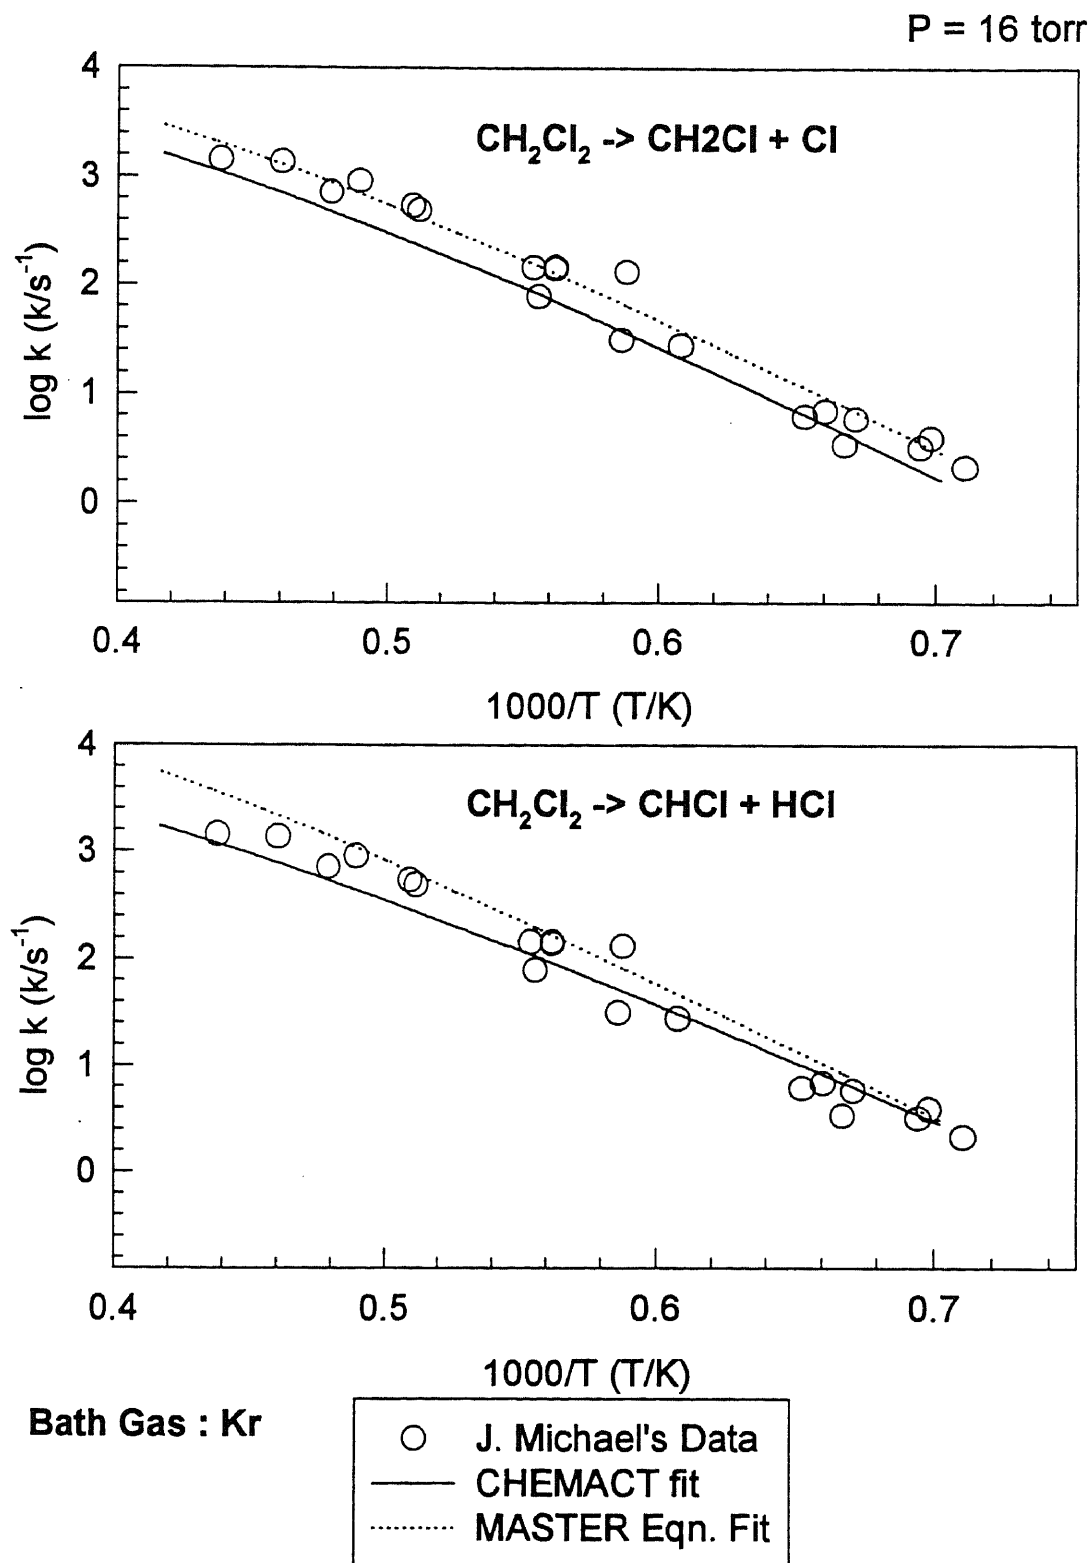 P = 16 torr
4
3
2
1
0
log k (k/s⁻¹)
CH₂Cl₂ -> CH2Cl + Cl
0.4 0.5 0.6 0.7
1000/T (T/K)
4
3
2
1
0
log k (k/s⁻¹)
CH₂Cl₂ -> CHCl + HCl
0.4 0.5 0.6 0.7
1000/T (T/K)
Bath Gas : Kr
J. Michael's Data
CHEMACT fit
MASTER Eqn. Fit